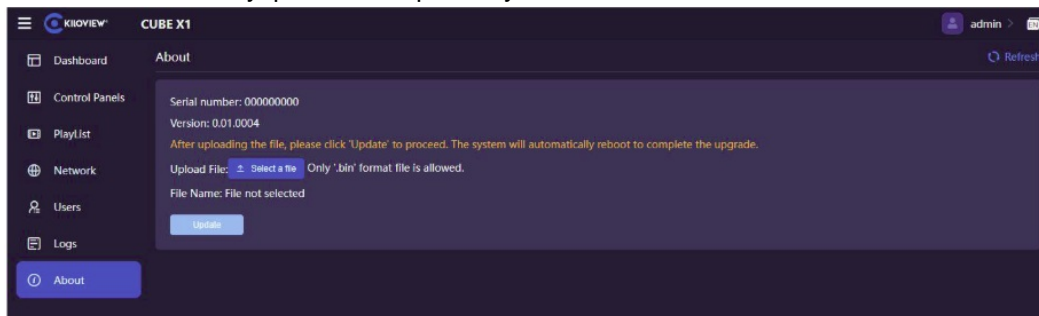 KILOVIEW CUBE X1 admin > EN
Dashboard
Control Panels
PlayList
Network
Users
Logs
About
About Refresh
Serial number: 000000000
Version: 0.01.0004
After uploading the file, please click 'Update' to proceed. The system will automatically reboot to complete the upgrade.
Upload File: Select a file Only '.bin' format file is allowed.
File Name: File not selected
Update